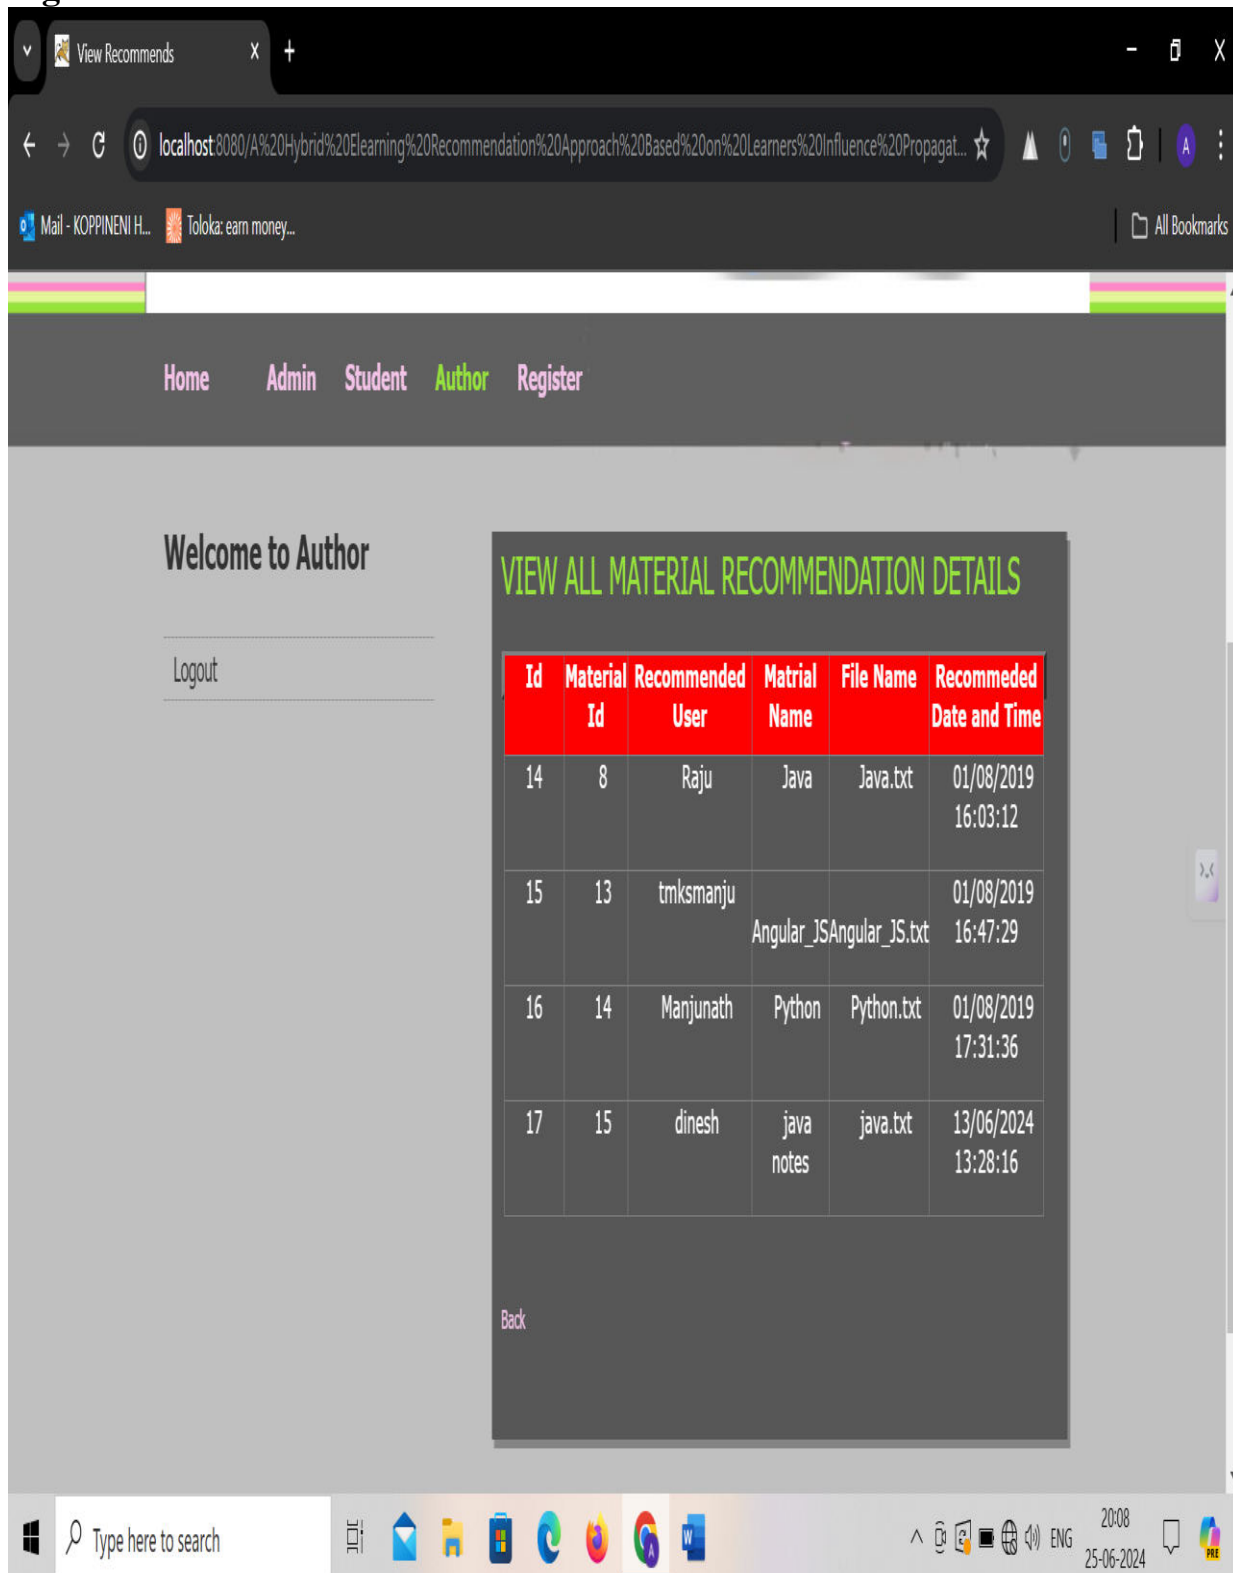 View Recommends
localhost:8080/A%20Hybrid%20Elearning%20Recommendation%20Approach%20Based%20on%20Learners%20Influence%20Propagat...
A
Mail - KOPPINENI H...
Toloka: earn money...
All Bookmarks
Home Admin Student Author Register
Welcome to Author
Logout
VIEW ALL MATERIAL RECOMMENDATION DETAILS
Id Material Recommended Matrial File Name Recommeded
Id User Name Date and Time
14 8 Raju Java Java.txt 01/08/2019
16:03:12
15 13 tmksmanju 01/08/2019
Angular_JS Angular_JS.txt 16:47:29
16 14 Manjunath Python Python.txt 01/08/2019
17:31:36
17 15 dinesh java java.txt 13/06/2024
notes 13:28:16
Back
Type here to search
W
A
ENG
20:08
25-06-2024
PRE